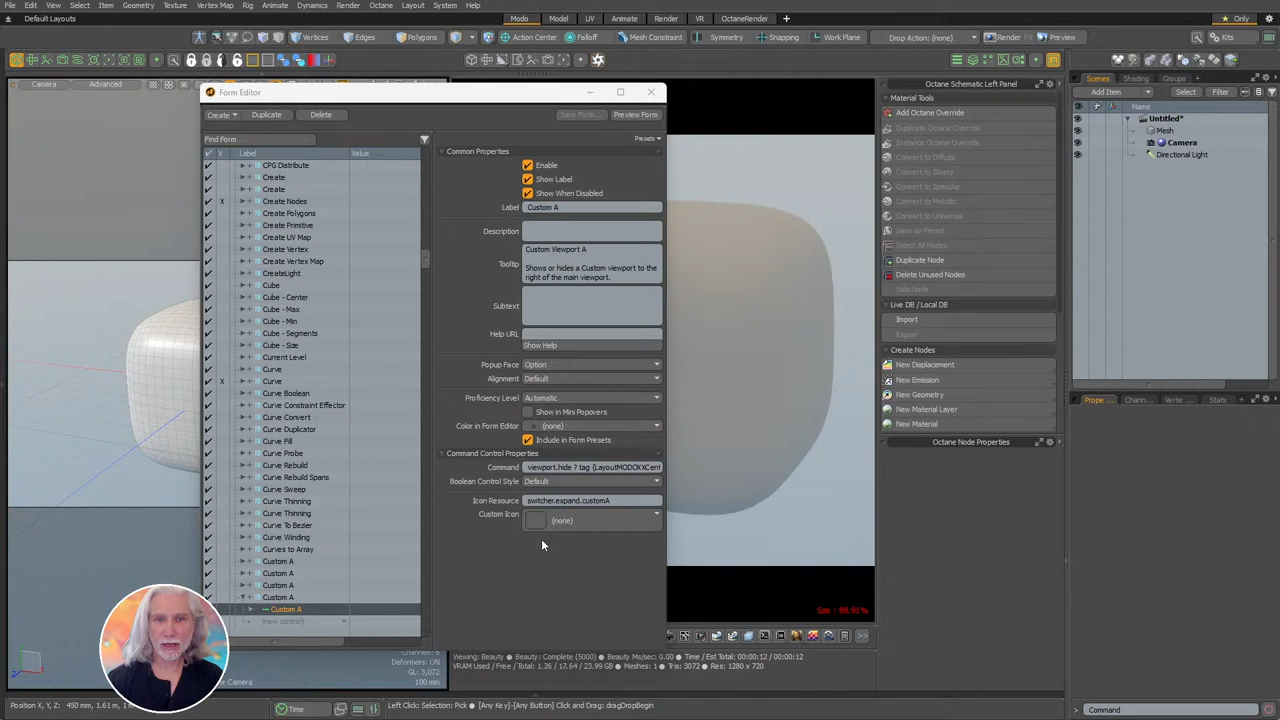 File Edit View Select Item Geometry Texture Vertex Map Rig Animate Dynamics Render Octane Layout System Help
Default Layouts
Modo Model UV Animate Render VR OctaneRender Only
Vertices Edges Polygons Action Center Falloff Mesh Constraint Symmetry Snapping Work Plane Drop Action: (none) Render Preview Kits
Camera Advanced
Form Editor
Create Duplicate Delete Save Form... Preview Form
Find Form
Presets
X Label Value
CPG Distribute
Create
Create
X Create Nodes
Create Polygons
Create Primitive
Create UV Map
Create Vertex
Create Vertex Map
CreateLight
Cube
Cube - Center
Cube - Max
Cube - Min
Cube - Segments
Cube - Size
Current Level
Curve
X Curve
Curve Boolean
Curve Constraint Effector
Curve Convert
Curve Duplicator
Curve Fill
Curve Probe
Curve Rebuild
Curve Rebuild Spans
Curve Sweep
Curve Thinning
Curve Thinning
Curve To Bezier
Curve Winding
Curves to Array
Custom A
Custom A
Custom A
Custom A
Custom A
(new control)
Common Properties
Enable
Show Label
Show When Disabled
Label Custom A
Description
Custom Viewport A
Tooltip
Shows or hides a Custom viewport to the
right of the main viewport.
Subtext
Help URL
Show Help
Popup Face Option
Alignment Default
Proficiency Level Automatic
Show in Mini Popovers
Color in Form Editor (none)
Include in Form Presets
Command Control Properties
Command viewport.hide ? tag {LayoutMODOXXCent
Boolean Control Style Default
Icon Resource switcher.expand.customA
Custom Icon (none)
Octane Schematic Left Panel
Material Tools
Add Octane Override
Duplicate Octane Override
Instance Octane Override
Convert to Diffuse
Convert to Glossy
Convert to Specular
Convert to Metallic
Convert to Universal
Save as Preset
Select All Nodes
Duplicate Node
Delete Unused Nodes
Solo Node
Live DB / Local DB
Import
Export
Create Nodes
New Displacement
New Emission
New Geometry
New Material Layer
New Material
Octane Node Properties
Scenes Shading Groups
Add Item Select Filter
Name
Untitled*
Mesh
Camera
Directional Light
Prope ... Chann... Verte ... Stats
89.91%
>>
Viewing: Beauty Beauty: Complete (5000) Beauty Ms/sec: 0.00 Time / Est Total: 00:00:12 / 00:00:12
VRAM Used / Free / Total: 1.26 / 17.64 / 23.99 GB Meshes: 1 Tris: 3072 Res: 1280 x 720
Deformers: ON
GL: 3,072
100 mm
Camera
Position X, Y, Z: 450 mm, 1.61 m, Time Left Click: Selection: Pick ● [Any Key]-[Any Button] Click and Drag: dragDropBegin
Command